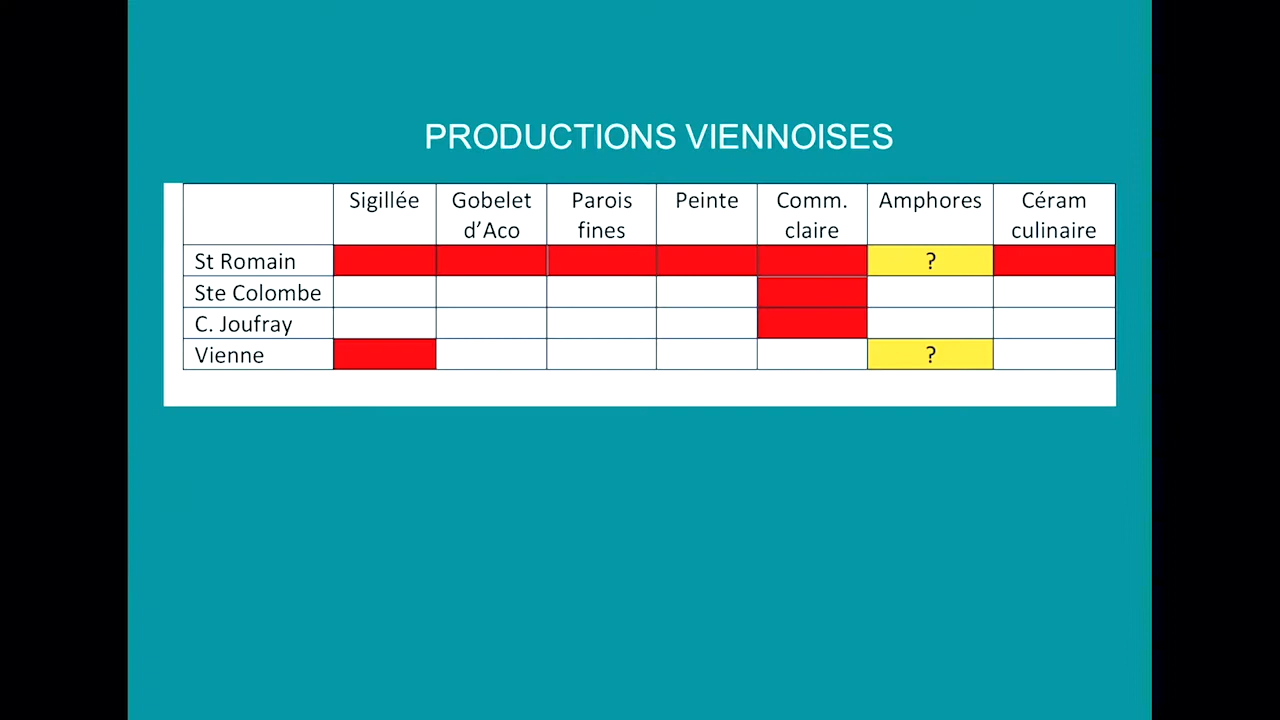 PRODUCTIONS VIENNOISES
Sigillée Gobelet d’Aco Parois fines Peinte Comm. claire Amphores Céram culinaire
St Romain ?
Ste Colombe
C. Joufray
Vienne ?